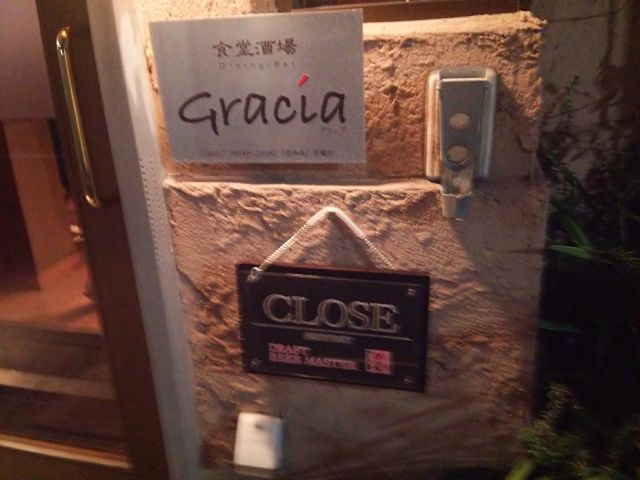 食堂酒場
Dining Bar
Gracia
CLOSE
DRAFT
BEER MASTER